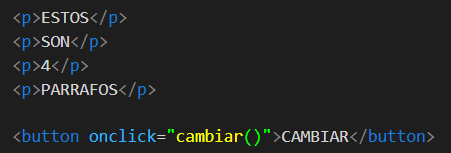 <p>ESTOS</p>
<p>SON</p>
<p>4</p>
<p>PARRAFOS</p>
<button onclick="cambiar()">CAMBIAR</button>